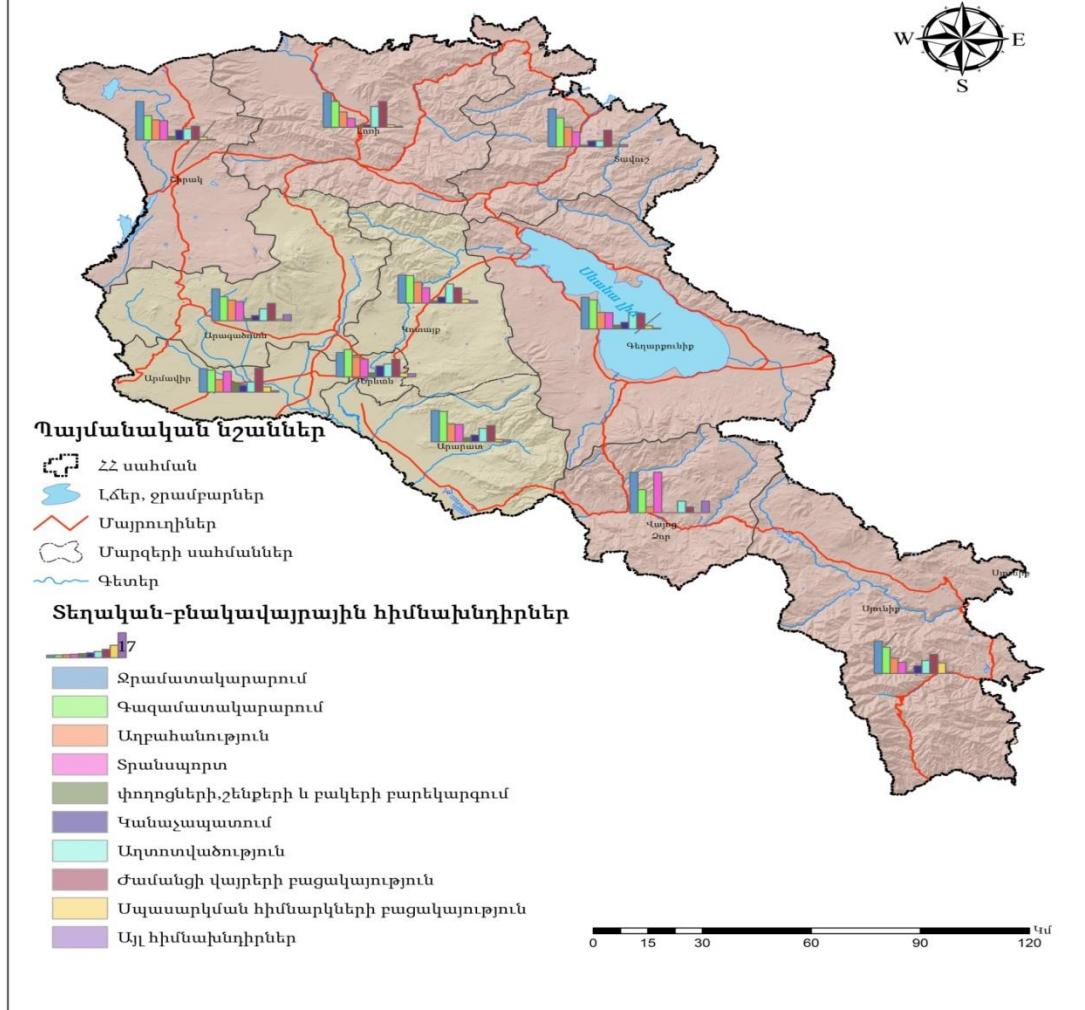 W E
S
Լոռի
Տավուշ
Շիրակ
Սևանա լիճ
Արագածոտն
Կոտայք
Գեղարքունիք
Արմավիր
Երևան
Արարատ
Վայոց
Ձոր
Սյունիք
Սյունիք
Պայմանական նշաններ
ՀՀ սահման
Լճեր, ջրամբարներ
Մայրուղիներ
Մարզերի սահմաններ
Գետեր
Տեղական-բնակավայրային հիմնախնդիրներ
17
Ջրամատակարարում
Գազամատակարարում
Աղբահանություն
Տրանսպորտ
փողոցների,շենքերի և բակերի բարեկարգում
Կանաչապատում
Աղտոտվածություն
Ժամանցի վայրերի բացակայություն
Սպասարկման հիմնարկների բացակայություն
Այլ հիմնախնդիրներ
Կմ
0 15 30 60 90 120